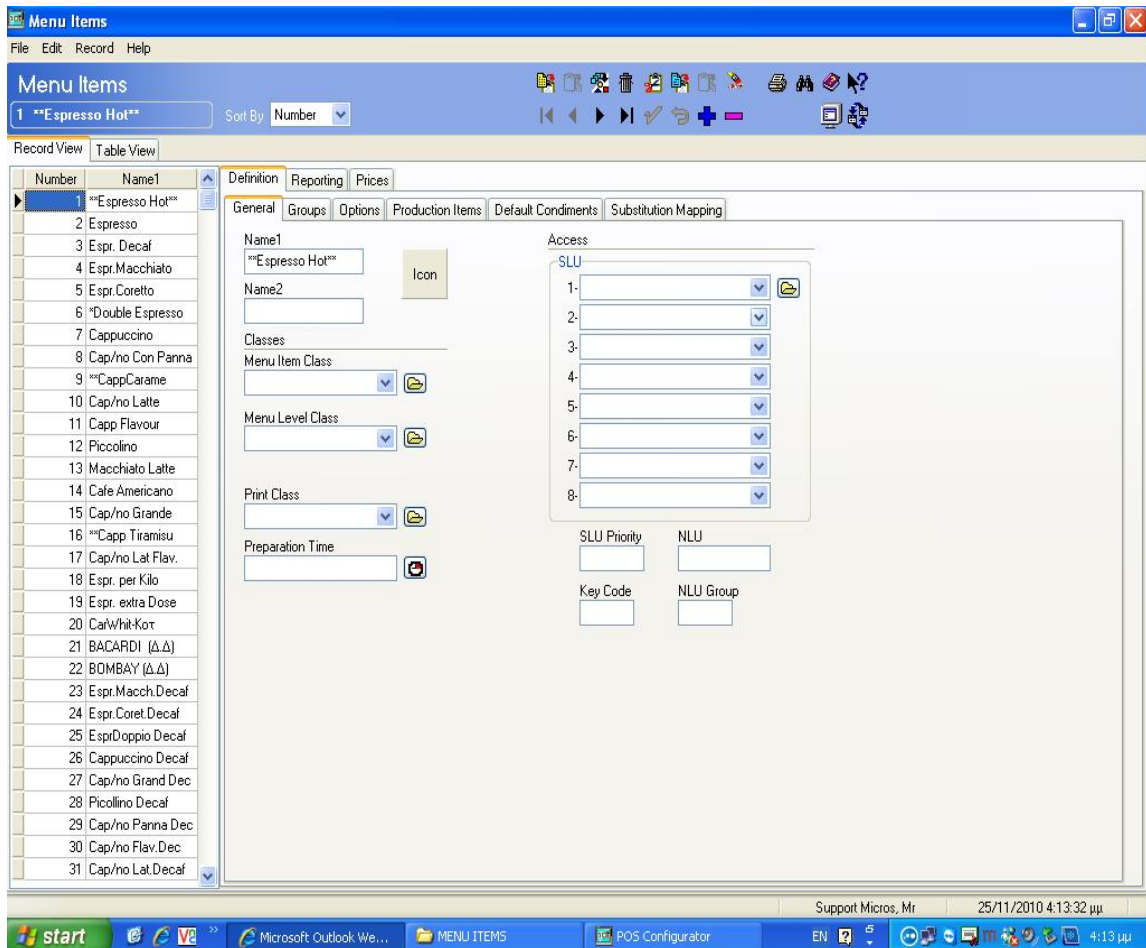 Menu Items
File Edit Record Help
Menu Items
1 **Espresso Hot**
Sort By Number
Record View Table View
Number Name1
1 **Espresso Hot**
2 Espresso
3 Espr. Decaf
4 Espr.Macchiato
5 Espr.Coretto
6 *Double Espresso
7 Cappuccino
8 Cap/no Con Panna
9 **CappCarame
10 Cap/no Latte
11 Capp Flavour
12 Piccolino
13 Macchiato Latte
14 Cafe Americano
15 Cap/no Grande
16 **Capp Tiramisu
17 Cap/no Lat Flav.
18 Espr. per Kilo
19 Espr. extra Dose
20 CarWhit-Κοτ
21 BACARDI (Δ.Δ)
22 BOMBAY (Δ.Δ)
23 Espr.Macch.Decaf
24 Espr.Coret.Decaf
25 EsprDoppio Decaf
26 Cappuccino Decaf
27 Cap/no Grand Dec
28 Picollino Decaf
29 Cap/no Panna Dec
30 Cap/no Flav.Dec
31 Cap/no Lat.Decaf
Definition Reporting Prices
General Groups Options Production Items Default Condiments Substitution Mapping
Name1
**Espresso Hot**
Icon
Name2
Classes
Menu Item Class
Menu Level Class
Print Class
Preparation Time
Access
SLU
1-
2-
3-
4-
5-
6-
7-
8-
SLU Priority NLU
Key Code NLU Group
Support Micros, Mr 25/11/2010 4:13:32 μμ
start Microsoft Outlook We... MENU ITEMS POS Configurator EN 4:13 μμ